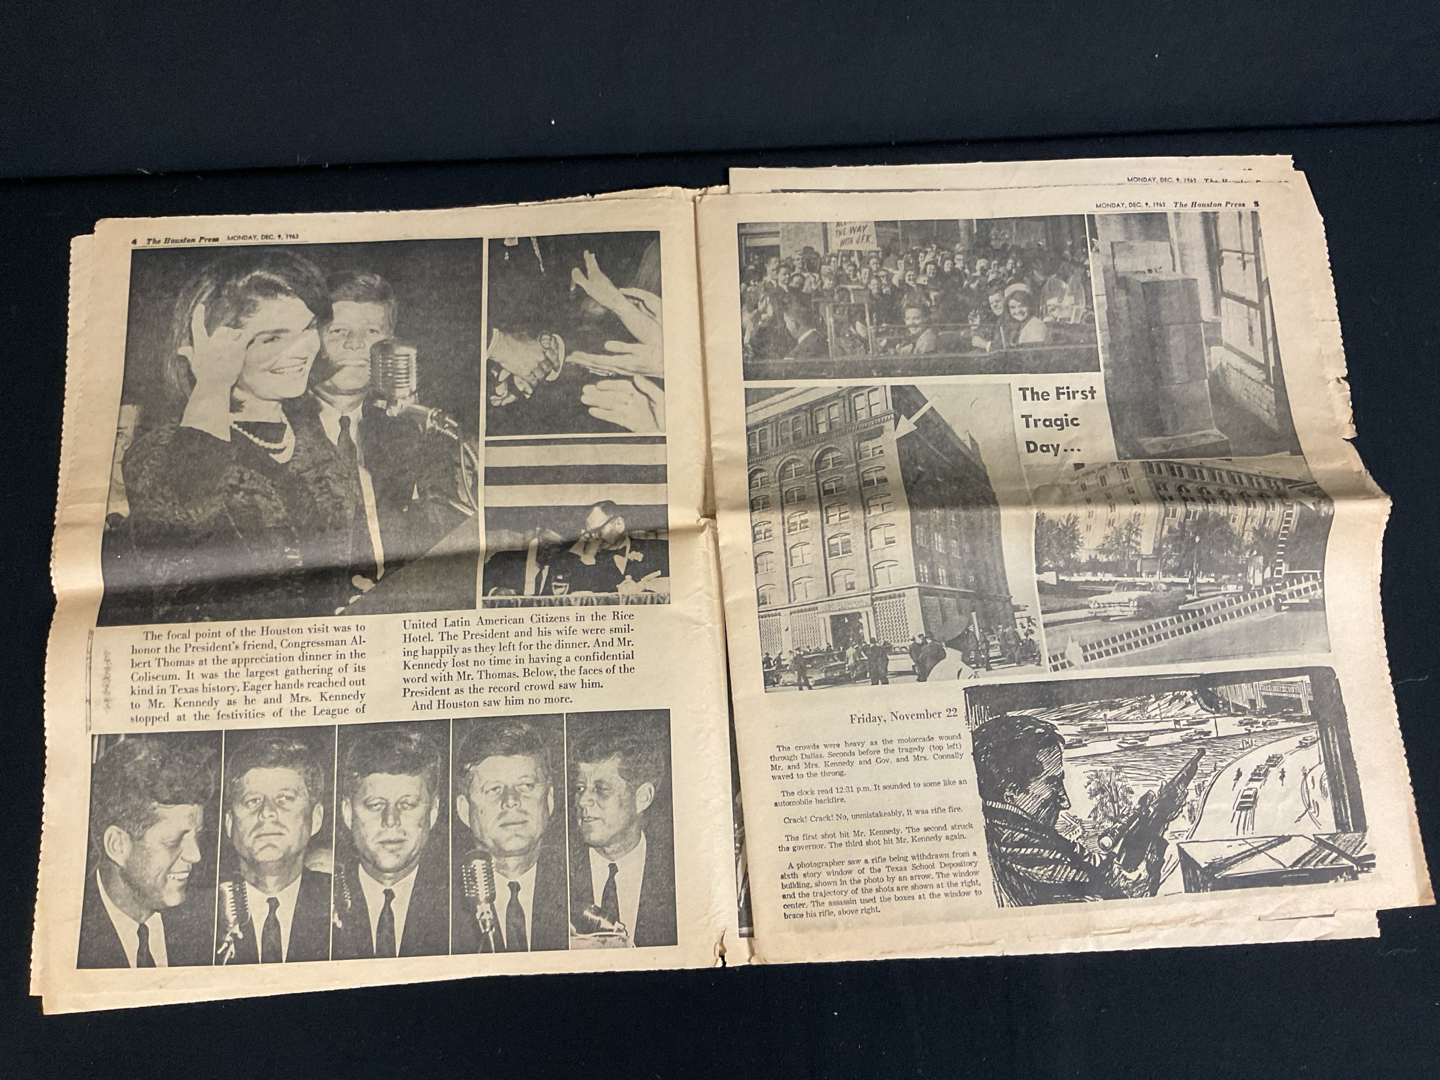 4 The Houston Press MONDAY, DEC. 9, 1963
The focal point of the Houston visit was to
honor the President's friend, Congressman Al-
bert Thomas at the appreciation dinner in the
Coliseum. It was the largest gathering of its
kind in Texas history. Eager hands reached out
to Mr. Kennedy as he and Mrs. Kennedy
stopped at the festivities of the League of
United Latin American Citizens in the Rice
Hotel. The President and his wife were smil-
ing happily as they left for the dinner. And Mr.
Kennedy lost no time in having a confidential
word with Mr. Thomas. Below, the faces of the
President as the record crowd saw him.
And Houston saw him no more.
MONDAY, DEC. 9, 1963 The Houston
MONDAY, DEC. 9, 1963 The Houston Press 5
THE WAY
WITH J.F.K.
The First
Tragic
Day...
Friday, November 22
The crowds were heavy as the motorcade wound
through Dallas. Seconds before the tragedy (top left)
Mr. and Mrs. Kennedy and Gov. and Mrs. Connally
waved to the throng.
The clock read 12:31 p.m. It sounded to some like an
automobile backfire.
Crack! Crack! No, unmistakeably, it was rifle fire.
The first shot hit Mr. Kennedy. The second struck
the governor. The third shot hit Mr. Kennedy again.
A photographer saw a rifle being withdrawn from a
sixth story window of the Texas School Depository
building, shown in the photo by an arrow. The window
and the trajectory of the shots are shown at the right,
center. The assassin used the boxes at the window to
brace his rifle, above right.